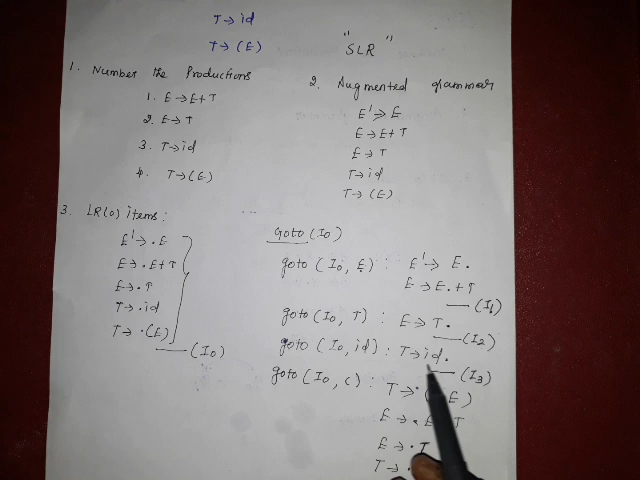 T→id
T→(E)
"SLR"
1. Number the Productions
1. E→E+T
2. E→T
3. T→id
4. T→(E)
2. Augmented grammar
E'→E
E→E+T
E→T
T→id
T→(E)
3. LR(0) items:
E'→.E
E→.E+T
E→.T
T→.id
T→.(E)
(I0)
Goto(I0)
goto(I0, E): E'→E.
E→E.+T
(I1)
goto(I0, T): E→T.
(I2)
goto(I0, id): T→id.
(I3)
goto(I0, C): T→.( E)
E→.E T
E→.T
T→.